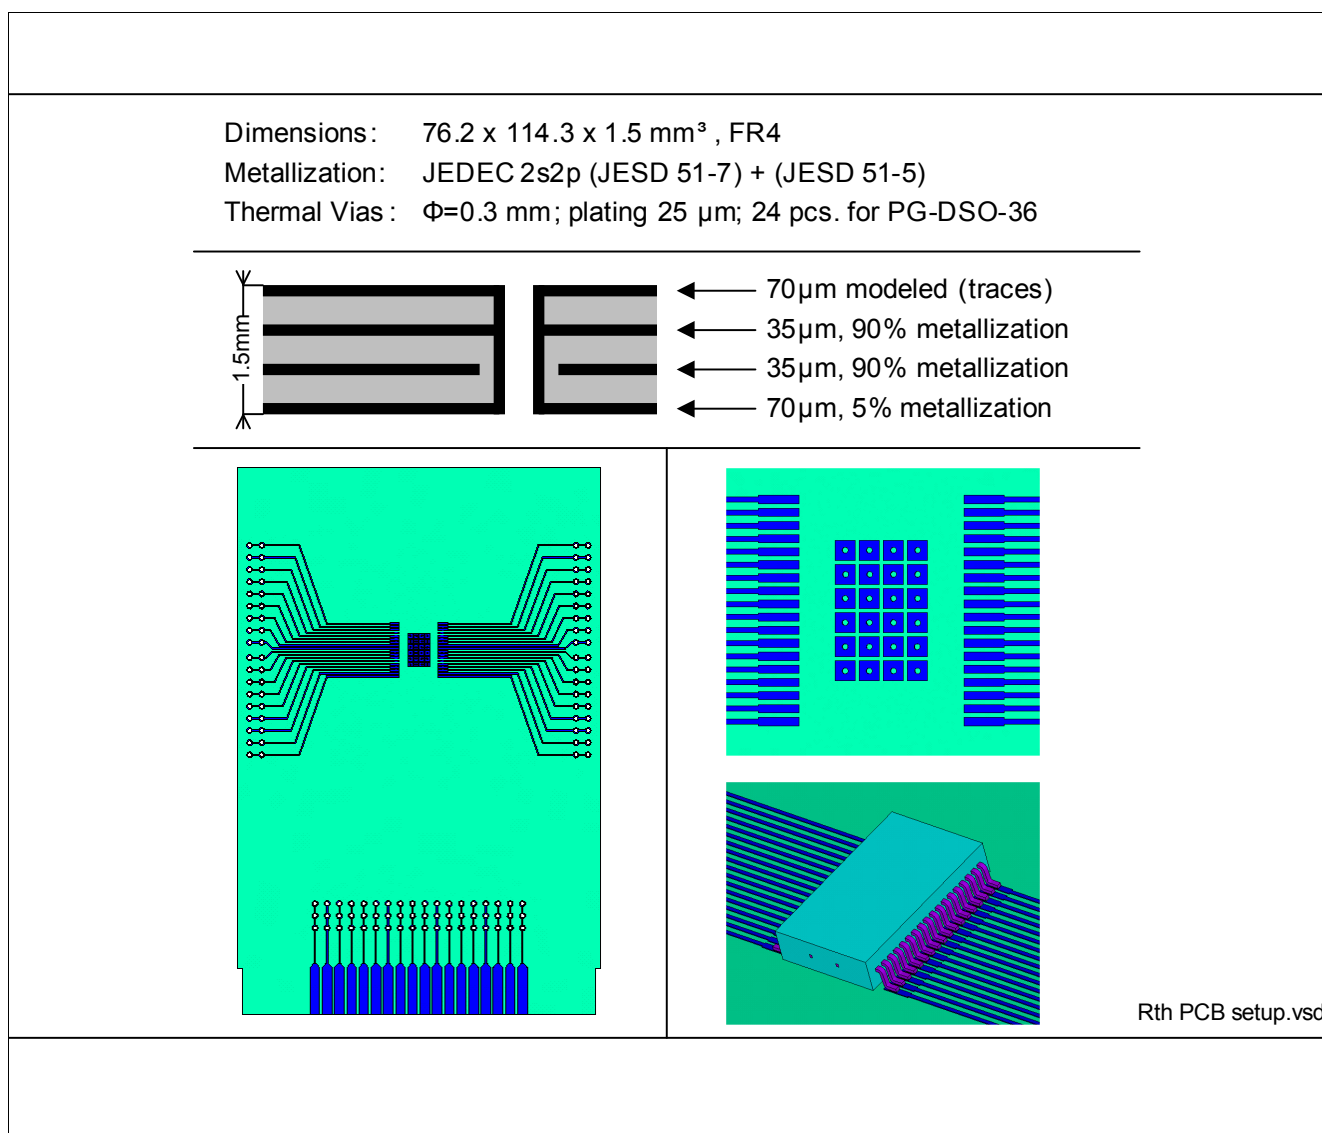 Dimensions: 76.2 x 114.3 x 1.5 mm³ , FR4
Metallization: JEDEC 2s2p (JESD 51-7) + (JESD 51-5)
Thermal Vias : Φ=0.3 mm; plating 25 µm; 24 pcs. for PG-DSO-36
1.5mm
70µm modeled (traces)
35µm, 90% metallization
35µm, 90% metallization
70µm, 5% metallization
Rth PCB setup.vsd